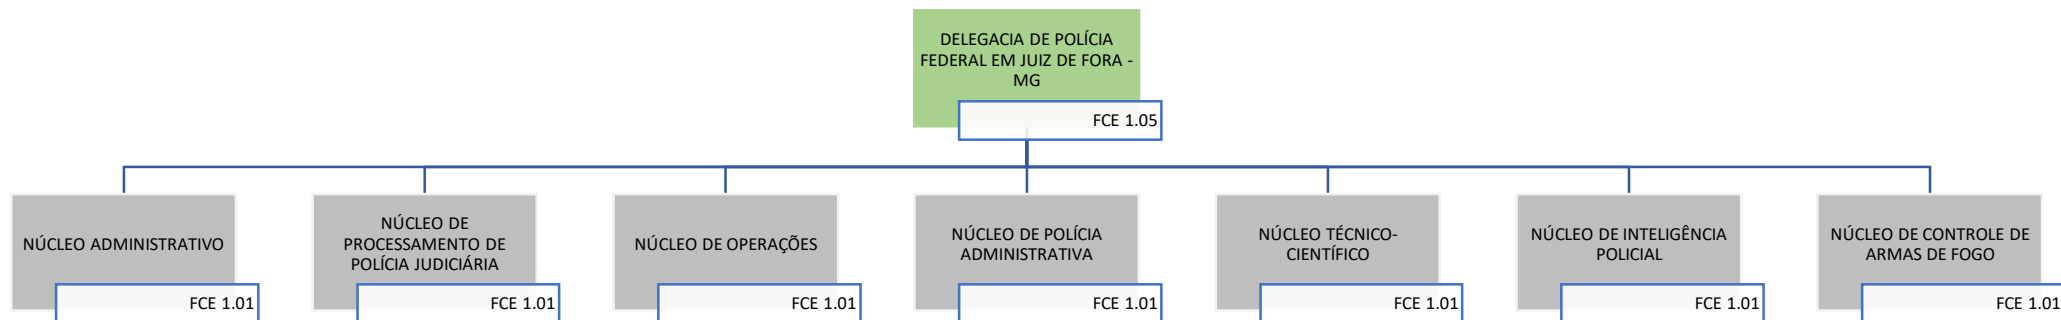 DELEGACIA DE POLÍCIA
FEDERAL EM JUIZ DE FORA -
MG
FCE 1.05
NÚCLEO ADMINISTRATIVO
FCE 1.01
NÚCLEO DE
PROCESSAMENTO DE
POLÍCIA JUDICIÁRIA
FCE 1.01
NÚCLEO DE OPERAÇÕES
FCE 1.01
NÚCLEO DE POLÍCIA
ADMINISTRATIVA
FCE 1.01
NÚCLEO TÉCNICO-
CIENTÍFICO
FCE 1.01
NÚCLEO DE INTELIGÊNCIA
POLICIAL
FCE 1.01
NÚCLEO DE CONTROLE DE
ARMAS DE FOGO
FCE 1.01